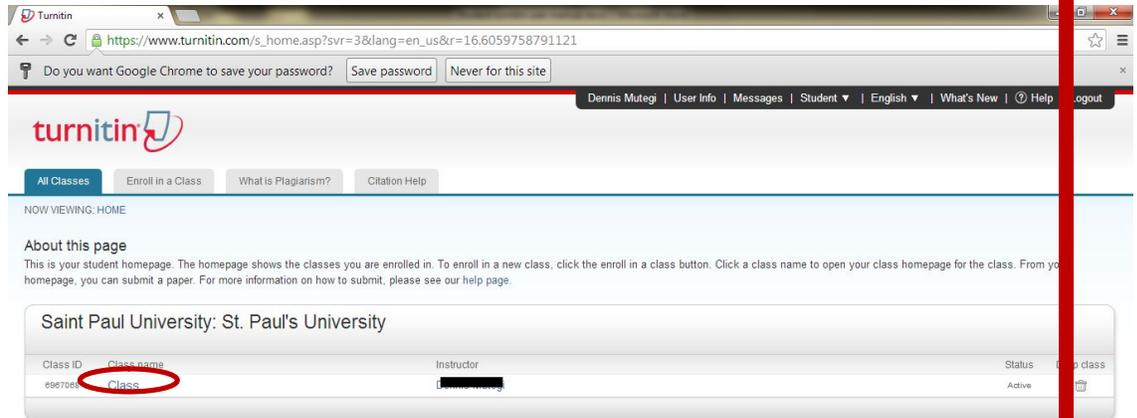 Turnitin
https://www.turnitin.com/s_home.asp?svr=3&lang=en_us&r=16.6059758791121
Do you want Google Chrome to save your password? Save password Never for this site
Dennis Mutegi | User Info | Messages | Student ▼ | English ▼ | What's New | ? Help ogout
turnitin
All Classes Enroll in a Class What is Plagiarism? Citation Help
NOW VIEWING: HOME
About this page
This is your student homepage. The homepage shows the classes you are enrolled in. To enroll in a new class, click the enroll in a class button. Click a class name to open your class homepage for the class. From
homepage, you can submit a paper. For more information on how to submit, please see our help page.
Saint Paul University: St. Paul's University
Class ID Class name Instructor Status class
Class Active